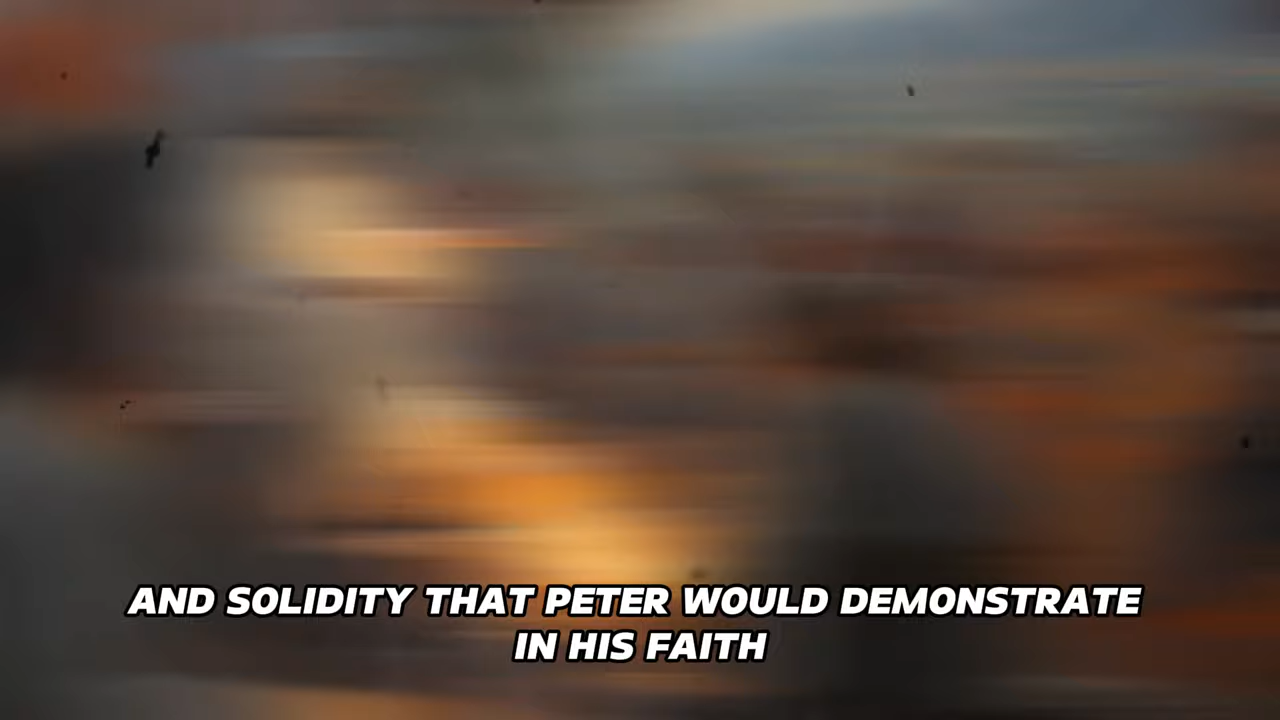 AND SOLIDITY THAT PETER WOULD DEMONSTRATE
IN HIS FAITH